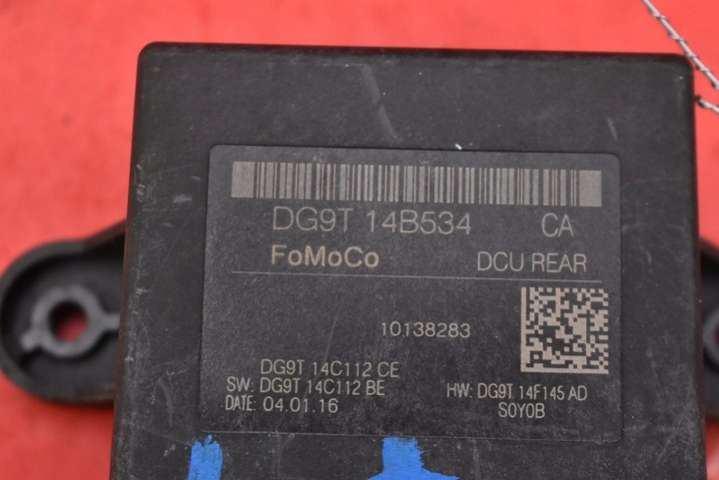 DG9T 14B534 CA
FoMoCo DCU REAR
10138283
DG9T 14C112 CE
SW: DG9T 14C112 BE HW: DG9T 14F145 AD
DATE: 04.01.16 S0Y0B